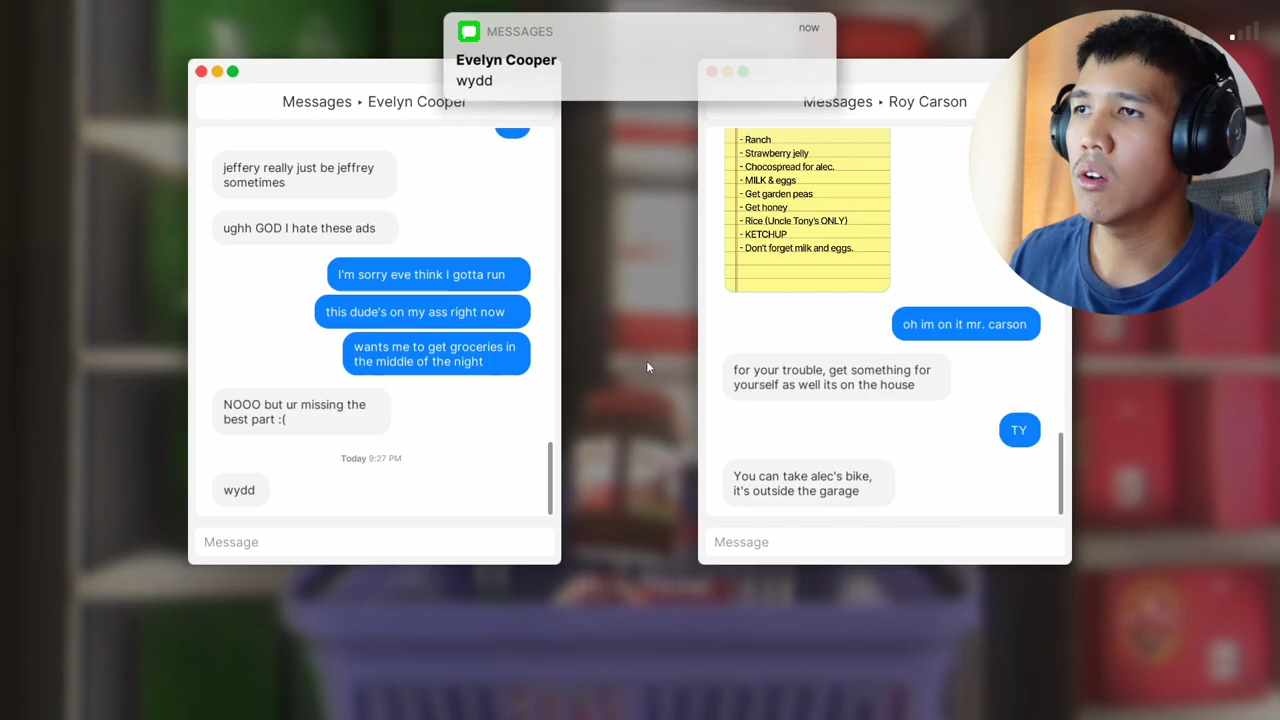 MESSAGES
now
Evelyn Cooper
wydd
Messages ▸ Evelyn Cooper
jeffery really just be jeffrey
sometimes
ughh GOD I hate these ads
I'm sorry eve think I gotta run
this dude's on my ass right now
wants me to get groceries in
the middle of the night
NOOO but ur missing the
best part :(
Today 9:27 PM
wydd
Message
Messages ▸ Roy Carson
- Ranch
- Strawberry jelly
- Chocospread for alec.
- MILK & eggs
- Get garden peas
- Get honey
- Rice (Uncle Tony's ONLY)
- KETCHUP
- Don't forget milk and eggs.
oh im on it mr. carson
for your trouble, get something for
yourself as well its on the house
TY
You can take alec's bike,
it's outside the garage
Message